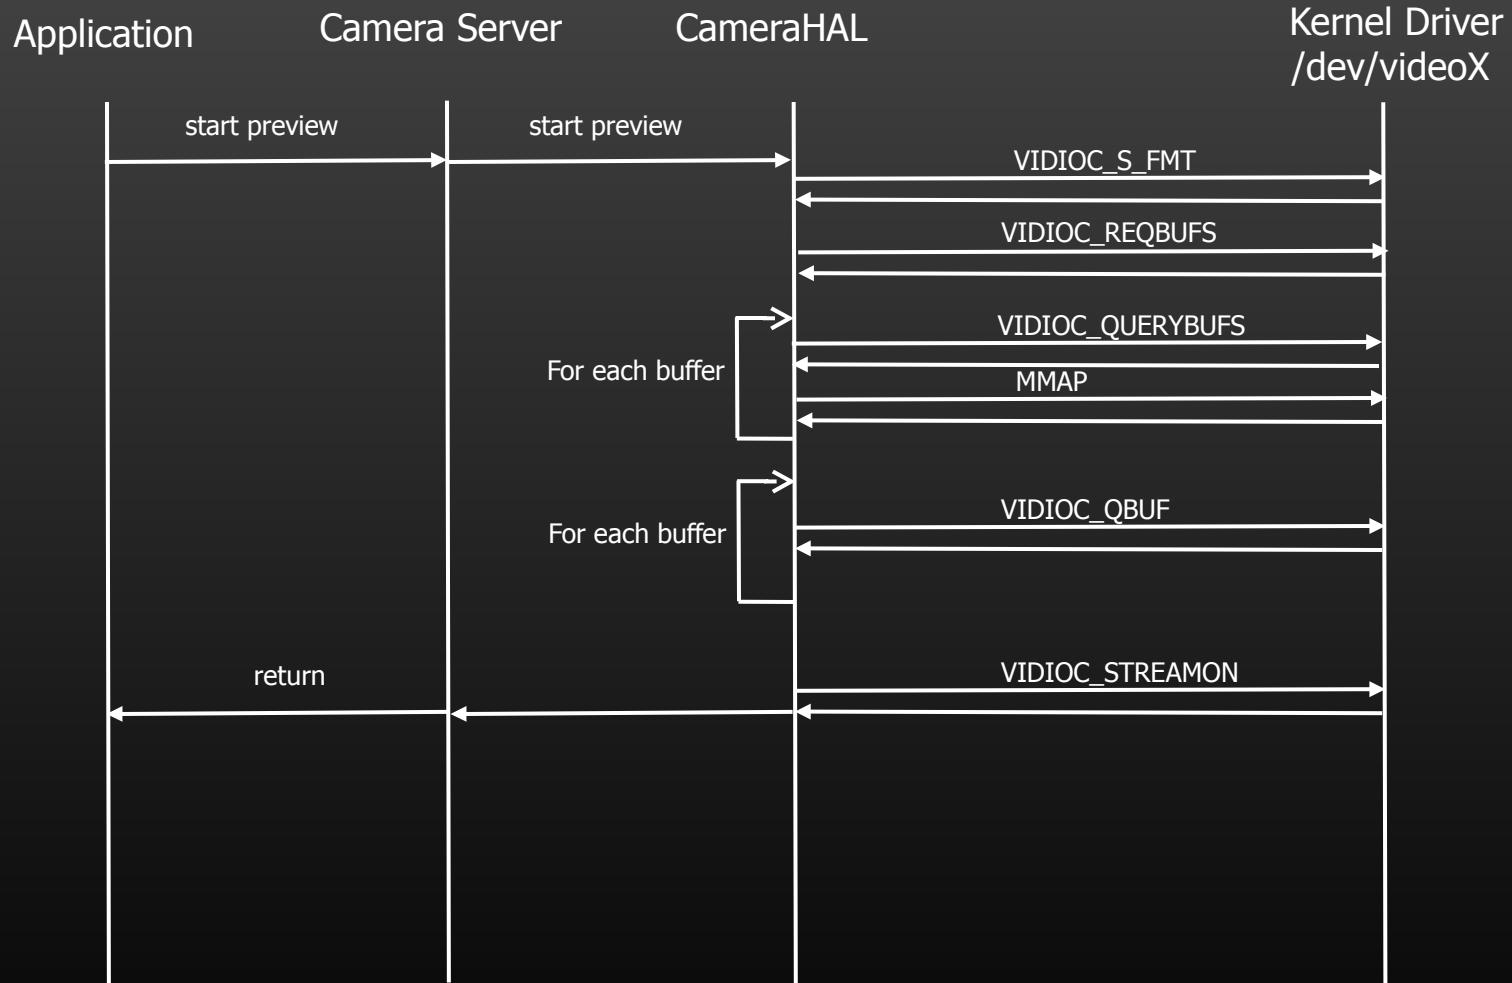 Application
Camera Server
CameraHAL
Kernel Driver
/dev/videoX
start preview
start preview
VIDIOC_S_FMT
VIDIOC_REQBUFS
VIDIOC_QUERYBUFS
For each buffer
MMAP
VIDIOC_QBUF
For each buffer
return
VIDIOC_STREAMON